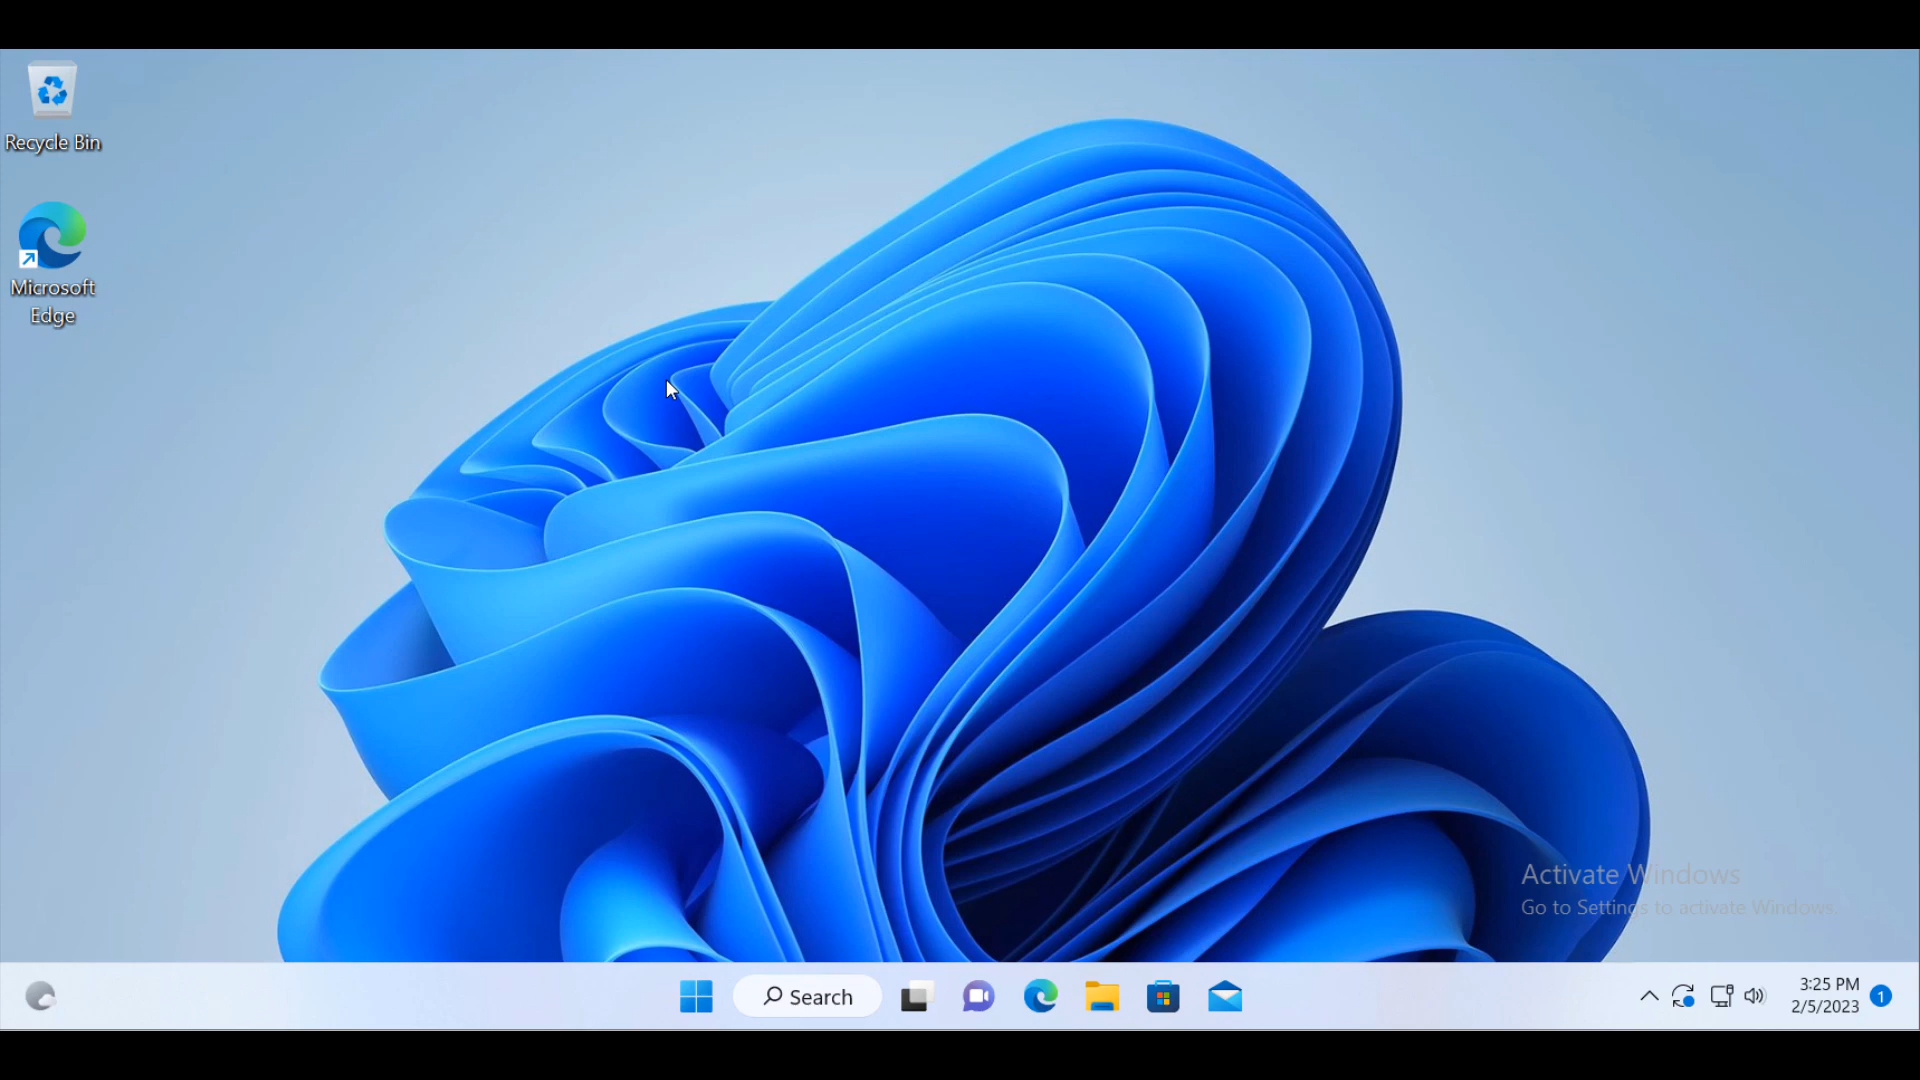 Recycle Bin
Microsoft
Edge
Activate Windows
Go to Settings to activate Windows.
Search
3:25 PM
2/5/2023
1